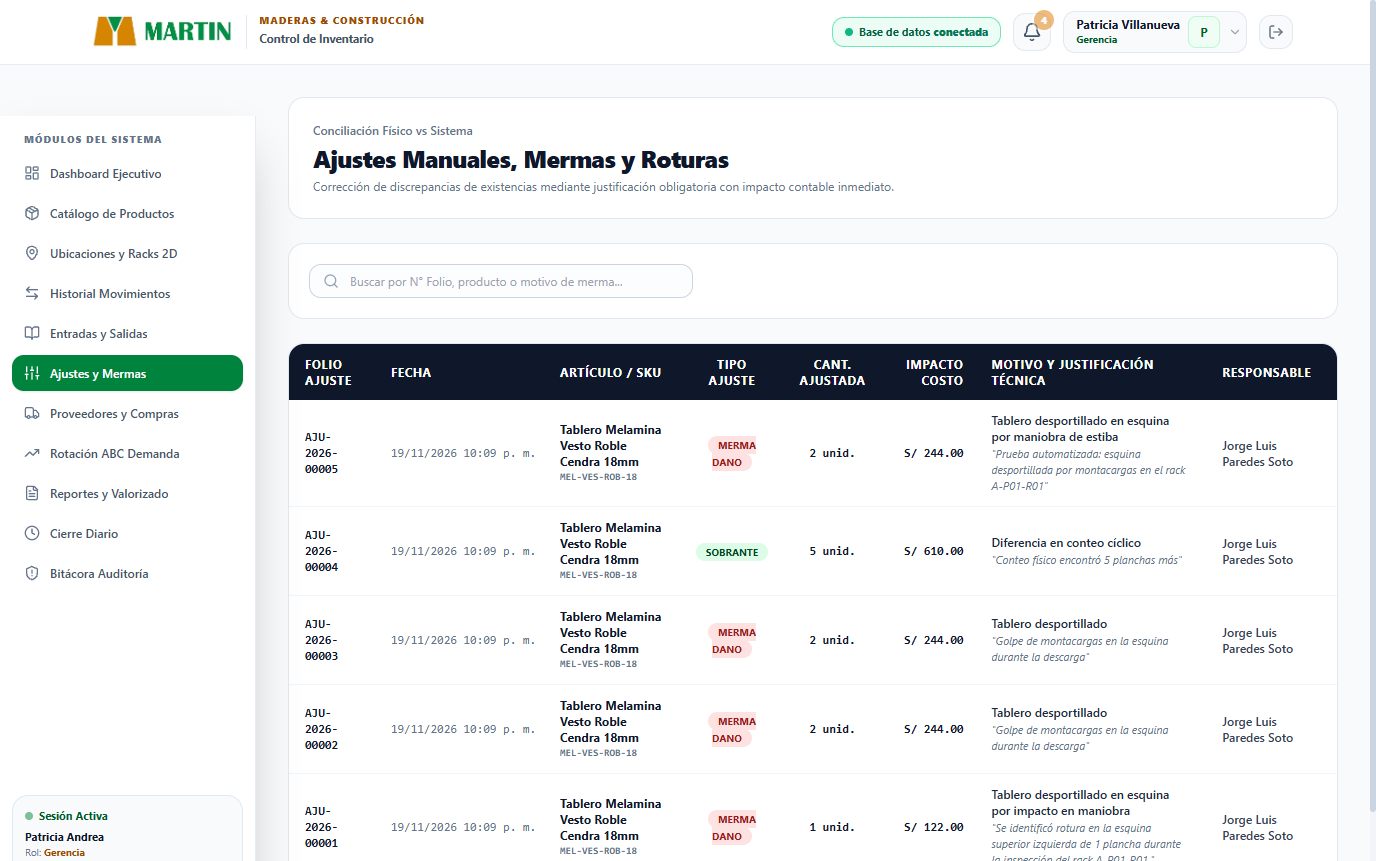 MARTIN
MADERAS & CONSTRUCCIÓN
Control de Inventario
Base de datos conectada
4
Patricia Villanueva
Gerencia
P
MÓDULOS DEL SISTEMA
Dashboard Ejecutivo
Catálogo de Productos
Ubicaciones y Racks 2D
Historial Movimientos
Entradas y Salidas
Ajustes y Mermas
Proveedores y Compras
Rotación ABC Demanda
Reportes y Valorizado
Cierre Diario
Bitácora Auditoría
Sesión Activa
Patricia Andrea
Rol: Gerencia
Conciliación Físico vs Sistema
Ajustes Manuales, Mermas y Roturas
Corrección de discrepancias de existencias mediante justificación obligatoria con impacto contable inmediato.
Buscar por N° Folio, producto o motivo de merma...
FOLIO
AJUSTE
FECHA
ARTÍCULO / SKU
TIPO
AJUSTE
CANT.
AJUSTADA
IMPACTO
COSTO
MOTIVO Y JUSTIFICACIÓN
TÉCNICA
RESPONSABLE
AJU-
2026-
00005
19/11/2026 10:09 p. m.
Tablero Melamina
Vesto Roble
Cendra 18mm
MEL-VES-ROB-18
MERMA
DANO
2 unid.
S/ 244.00
Tablero desportillado en esquina
por maniobra de estiba
"Prueba automatizada: esquina
desportillada por montacargas en el rack
A-P01-R01"
Jorge Luis
Paredes Soto
AJU-
2026-
00004
19/11/2026 10:09 p. m.
Tablero Melamina
Vesto Roble
Cendra 18mm
MEL-VES-ROB-18
SOBRANTE
5 unid.
S/ 610.00
Diferencia en conteo cíclico
"Conteo físico encontró 5 planchas más"
Jorge Luis
Paredes Soto
AJU-
2026-
00003
19/11/2026 10:09 p. m.
Tablero Melamina
Vesto Roble
Cendra 18mm
MEL-VES-ROB-18
MERMA
DANO
2 unid.
S/ 244.00
Tablero desportillado
"Golpe de montacargas en la esquina
durante la descarga"
Jorge Luis
Paredes Soto
AJU-
2026-
00002
19/11/2026 10:09 p. m.
Tablero Melamina
Vesto Roble
Cendra 18mm
MEL-VES-ROB-18
MERMA
DANO
2 unid.
S/ 244.00
Tablero desportillado
"Golpe de montacargas en la esquina
durante la descarga"
Jorge Luis
Paredes Soto
AJU-
2026-
00001
19/11/2026 10:09 p. m.
Tablero Melamina
Vesto Roble
Cendra 18mm
MEL-VES-ROB-18
MERMA
DANO
1 unid.
S/ 122.00
Tablero desportillado en esquina
por impacto en maniobra
"Se identificó rotura en la esquina
superior izquierda de 1 plancha durante
la inspección del rack A-P01-R01."
Jorge Luis
Paredes Soto